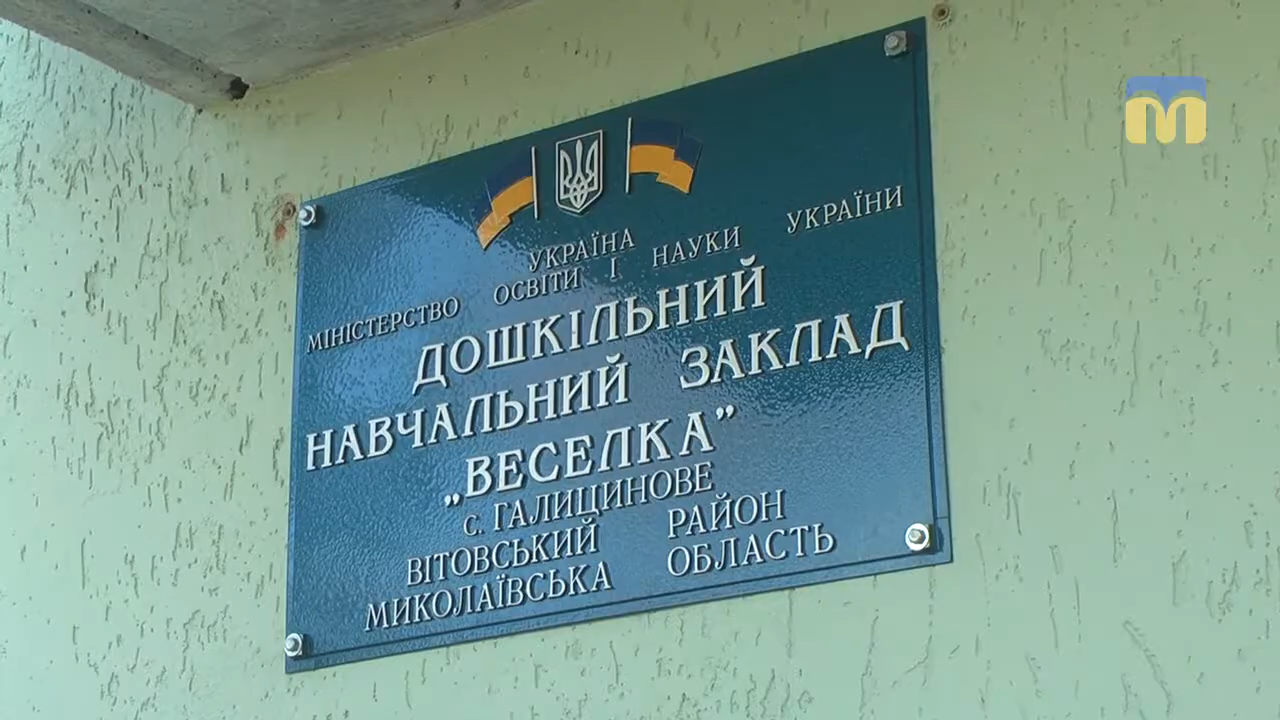 УКРАЇНА
МІНІСТЕРСТВО ОСВІТИ І НАУКИ УКРАЇНИ
ДОШКІЛЬНИЙ
НАВЧАЛЬНИЙ ЗАКЛАД
„ВЕСЕЛКА”
с. ГАЛИЦИНОВЕ
ВІТОВСЬКИЙ РАЙОН
МИКОЛАЇВСЬКА ОБЛАСТЬ
m